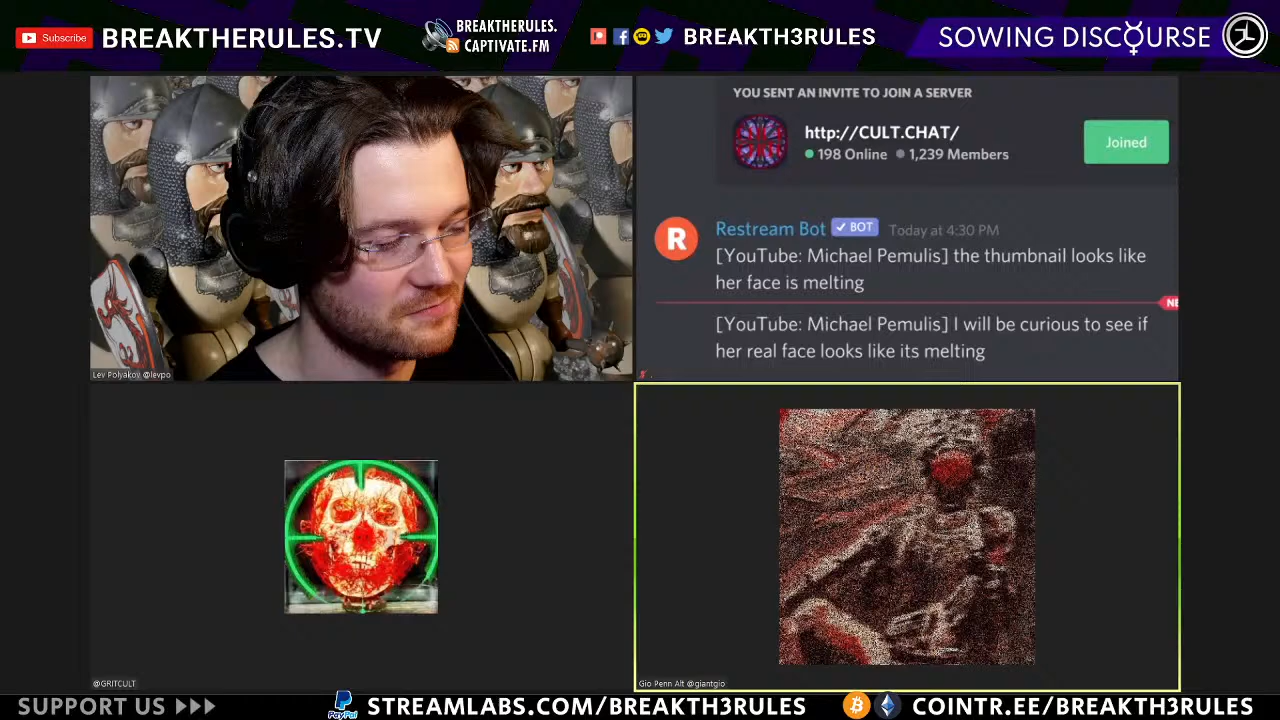 Subscribe
BREAKTHERULES.TV
BREAKTHERULES.
CAPTIVATE.FM
BREAKTH3RULES
SOWING DISCOURSE
YOU SENT AN INVITE TO JOIN A SERVER
http://CULT.CHAT/
198 Online
1,239 Members
Joined
R
Restream Bot
✓ BOT
Today at 4:30 PM
[YouTube: Michael Pemulis] the thumbnail looks like
her face is melting
NE
[YouTube: Michael Pemulis] I will be curious to see if
her real face looks like its melting
Lev Polyakov @levpo
@GRITCULT
Gio Penn Alt @giantgio
SUPPORT US
PayPal
STREAMLABS.COM/BREAKTH3RULES
COINTR.EE/BREAKTH3RULES